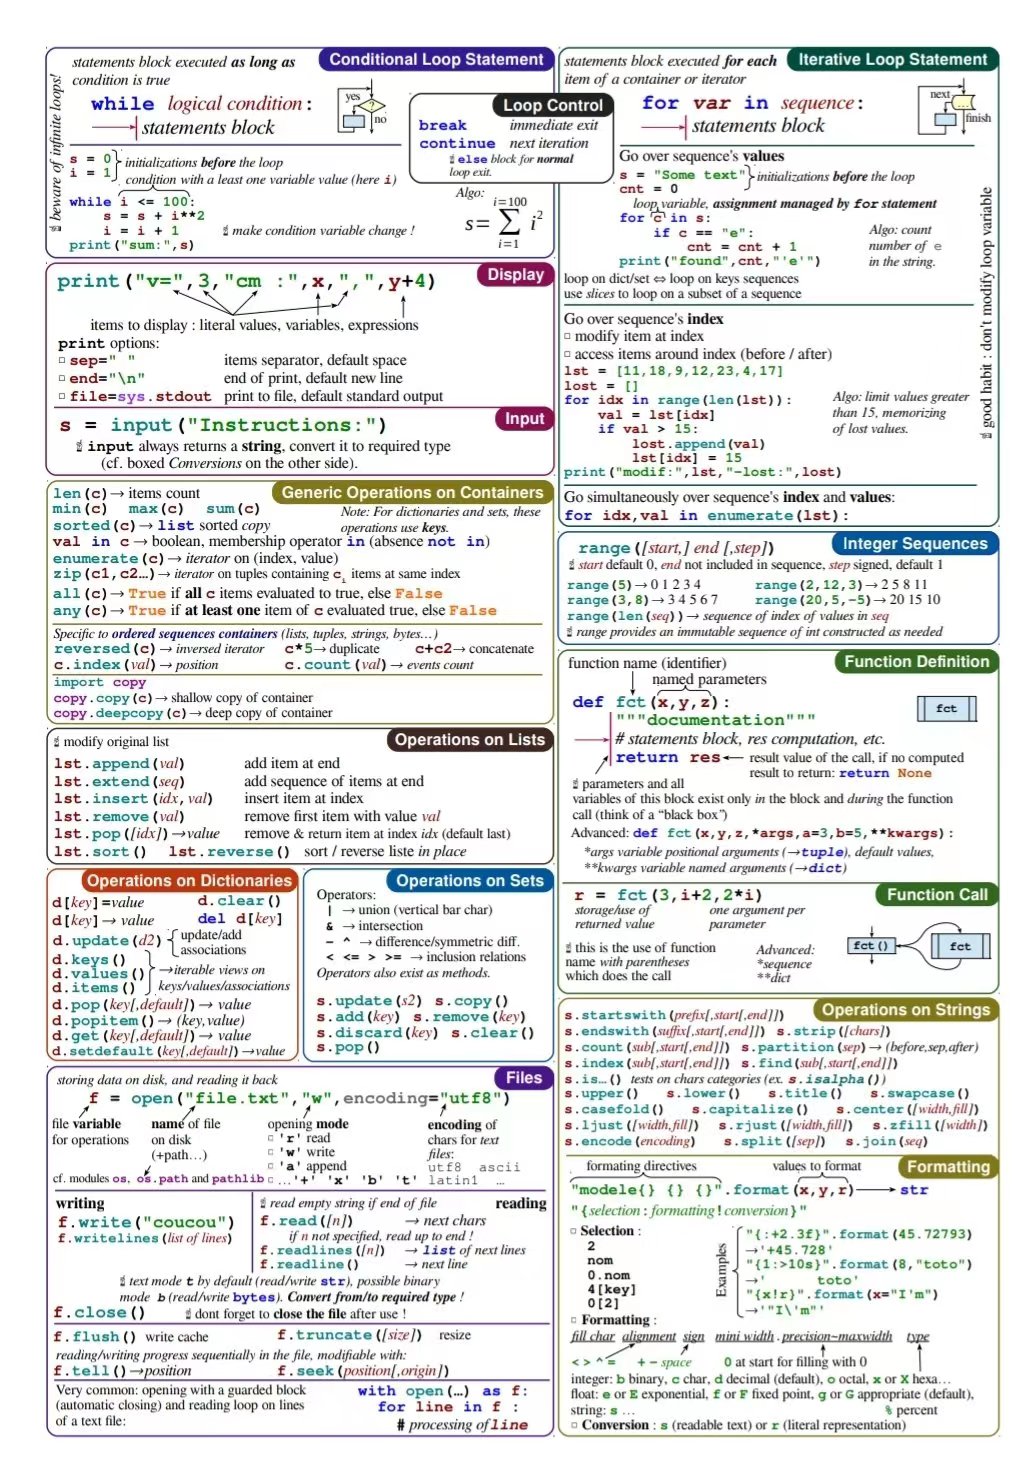 Conditional Loop Statement
statements block executed as long as
condition is true
while logical condition:
statements block
yes
?
no
☝ beware of infinite loops!
s = 0
i = 1
initializations before the loop
condition with a least one variable value (here i)
while i <= 100:
s = s + i**2
i = i + 1
☝ make condition variable change !
print("sum:",s)
Algo:
i=100
s= ∑ i²
i=1
Loop Control
break immediate exit
continue next iteration
☝ else block for normal
loop exit.
Iterative Loop Statement
statements block executed for each
item of a container or iterator
for var in sequence:
statements block
next
…
finish
Go over sequence's values
s = "Some text"
cnt = 0
initializations before the loop
loop variable, assignment managed by for statement
for c in s:
if c == "e":
cnt = cnt + 1
print("found",cnt,"'e'")
Algo: count
number of e
in the string.
loop on dict/set ⇔ loop on keys sequences
use slices to loop on a subset of a sequence
Go over sequence's index
□ modify item at index
□ access items around index (before / after)
lst = [11,18,9,12,23,4,17]
lost = []
for idx in range(len(lst)):
val = lst[idx]
if val > 15:
lost.append(val)
lst[idx] = 15
print("modif:",lst,"-lost:",lost)
Algo: limit values greater
than 15, memorizing
of lost values.
☝ good habit : don't modify loop variable
Go simultaneously over sequence's index and values:
for idx,val in enumerate(lst):
Display
print("v=",3,"cm :",x,",",y+4)
items to display : literal values, variables, expressions
print options:
□ sep=" " items separator, default space
□ end="\n" end of print, default new line
□ file=sys.stdout print to file, default standard output
Input
s = input("Instructions:")
☝ input always returns a string, convert it to required type
(cf. boxed Conversions on the other side).
Generic Operations on Containers
len(c)→ items count
min(c) max(c) sum(c)
Note: For dictionaries and sets, these
operations use keys.
sorted(c)→ list sorted copy
val in c→ boolean, membership operator in (absence not in)
enumerate(c)→ iterator on (index, value)
zip(c1,c2…)→ iterator on tuples containing cᵢ items at same index
all(c)→ True if all c items evaluated to true, else False
any(c)→ True if at least one item of c evaluated true, else False
Specific to ordered sequences containers (lists, tuples, strings, bytes…)
reversed(c)→ inversed iterator c*5→ duplicate c+c2→ concatenate
c.index(val)→ position c.count(val)→ events count
import copy
copy.copy(c)→ shallow copy of container
copy.deepcopy(c)→ deep copy of container
Integer Sequences
range([start,] end [,step])
☝ start default 0, end not included in sequence, step signed, default 1
range(5)→ 0 1 2 3 4 range(2,12,3)→ 2 5 8 11
range(3,8)→ 3 4 5 6 7 range(20,5,-5)→ 20 15 10
range(len(seq))→ sequence of index of values in seq
☝ range provides an immutable sequence of int constructed as needed
Function Definition
function name (identifier)
named parameters
def fct(x,y,z):
"""documentation"""
# statements block, res computation, etc.
return res ← result value of the call, if no computed
result to return: return None
fct
☝ parameters and all
variables of this block exist only in the block and during the function
call (think of a “black box”)
Advanced: def fct(x,y,z,*args,a=3,b=5,**kwargs):
*args variable positional arguments (→tuple), default values,
**kwargs variable named arguments (→dict)
Function Call
r = fct(3,i+2,2*i)
storage/use of
returned value
one argument per
parameter
☝ this is the use of function
name with parentheses
which does the call
Advanced:
*sequence
**dict
fct()
fct
Operations on Lists
☝ modify original list
lst.append(val) add item at end
lst.extend(seq) add sequence of items at end
lst.insert(idx,val) insert item at index
lst.remove(val) remove first item with value val
lst.pop([idx])→value remove & return item at index idx (default last)
lst.sort() lst.reverse() sort / reverse liste in place
Operations on Dictionaries
d[key]=value d.clear()
d[key]→ value del d[key]
d.update(d2) update/add
associations
d.keys()
d.values() →iterable views on
d.items() keys/values/associations
d.pop(key[,default])→ value
d.popitem()→ (key,value)
d.get(key[,default])→ value
d.setdefault(key[,default])→value
Operations on Sets
Operators:
| → union (vertical bar char)
& → intersection
- ^ → difference/symmetric diff.
< <= > >= → inclusion relations
Operators also exist as methods.
s.update(s2) s.copy()
s.add(key) s.remove(key)
s.discard(key) s.clear()
s.pop()
Operations on Strings
s.startswith(prefix[,start[,end]])
s.endswith(suffix[,start[,end]]) s.strip([chars])
s.count(sub[,start[,end]]) s.partition(sep)→ (before,sep,after)
s.index(sub[,start[,end]]) s.find(sub[,start[,end]])
s.is…() tests on chars categories (ex. s.isalpha())
s.upper() s.lower() s.title() s.swapcase()
s.casefold() s.capitalize() s.center([width,fill])
s.ljust([width,fill]) s.rjust([width,fill]) s.zfill([width])
s.encode(encoding) s.split([sep]) s.join(seq)
Files
storing data on disk, and reading it back
f = open("file.txt","w",encoding="utf8")
file variable
for operations
name of file
on disk
(+path…)
opening mode
□ 'r' read
□ 'w' write
□ 'a' append
□ …'+' 'x' 'b' 't'
encoding of
chars for text
files:
utf8 ascii
latin1 …
cf. modules os, os.path and pathlib
writing
f.write("coucou")
f.writelines(list of lines)
☝ read empty string if end of file
reading
f.read([n]) → next chars
if n not specified, read up to end !
f.readlines([n]) → list of next lines
f.readline() → next line
☝ text mode t by default (read/write str), possible binary
mode b (read/write bytes). Convert from/to required type !
f.close() ☝ dont forget to close the file after use !
f.flush() write cache f.truncate([size]) resize
reading/writing progress sequentially in the file, modifiable with:
f.tell()→position f.seek(position[,origin])
Very common: opening with a guarded block
(automatic closing) and reading loop on lines
of a text file:
with open(…) as f:
for line in f :
# processing of line
Formatting
formating directives values to format
"modele{} {} {}".format(x,y,r) → str
"{selection:formatting!conversion}"
□ Selection :
2
nom
0.nom
4[key]
0[2]
Examples
"{:+2.3f}".format(45.72793)
→'+45.728'
"{1:>10s}".format(8,"toto")
→'      toto'
"{x!r}".format(x="I'm")
→'"I\'m"'
□ Formatting :
fill char alignment sign mini width.precision~maxwidth type
< > ^ = + - space 0 at start for filling with 0
integer: b binary, c char, d decimal (default), o octal, x or X hexa…
float: e or E exponential, f or F fixed point, g or G appropriate (default),
string: s … % percent
□ Conversion : s (readable text) or r (literal representation)